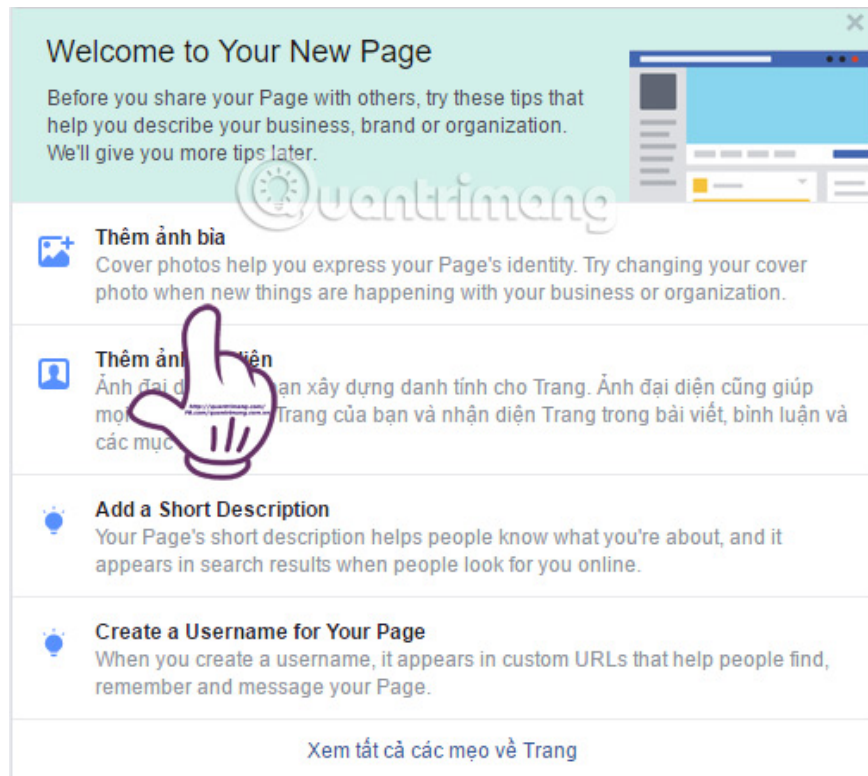 Welcome to Your New Page
Before you share your Page with others, try these tips that
help you describe your business, brand or organization.
We'll give you more tips later.
Quantrimang
Thêm ảnh bìa
Cover photos help you express your Page's identity. Try changing your cover
photo when new things are happening with your business or organization.
Thêm ảnh diện
Ảnh đại bạn xây dựng danh tính cho Trang. Ảnh đại diện cũng giúp
http://quantrimang.com/
mọi Trang của bạn và nhận diện Trang trong bài viết, bình luận và
các mục
Add a Short Description
Your Page's short description helps people know what you're about, and it
appears in search results when people look for you online.
Create a Username for Your Page
When you create a username, it appears in custom URLs that help people find,
remember and message your Page.
Xem tất cả các mẹo về Trang